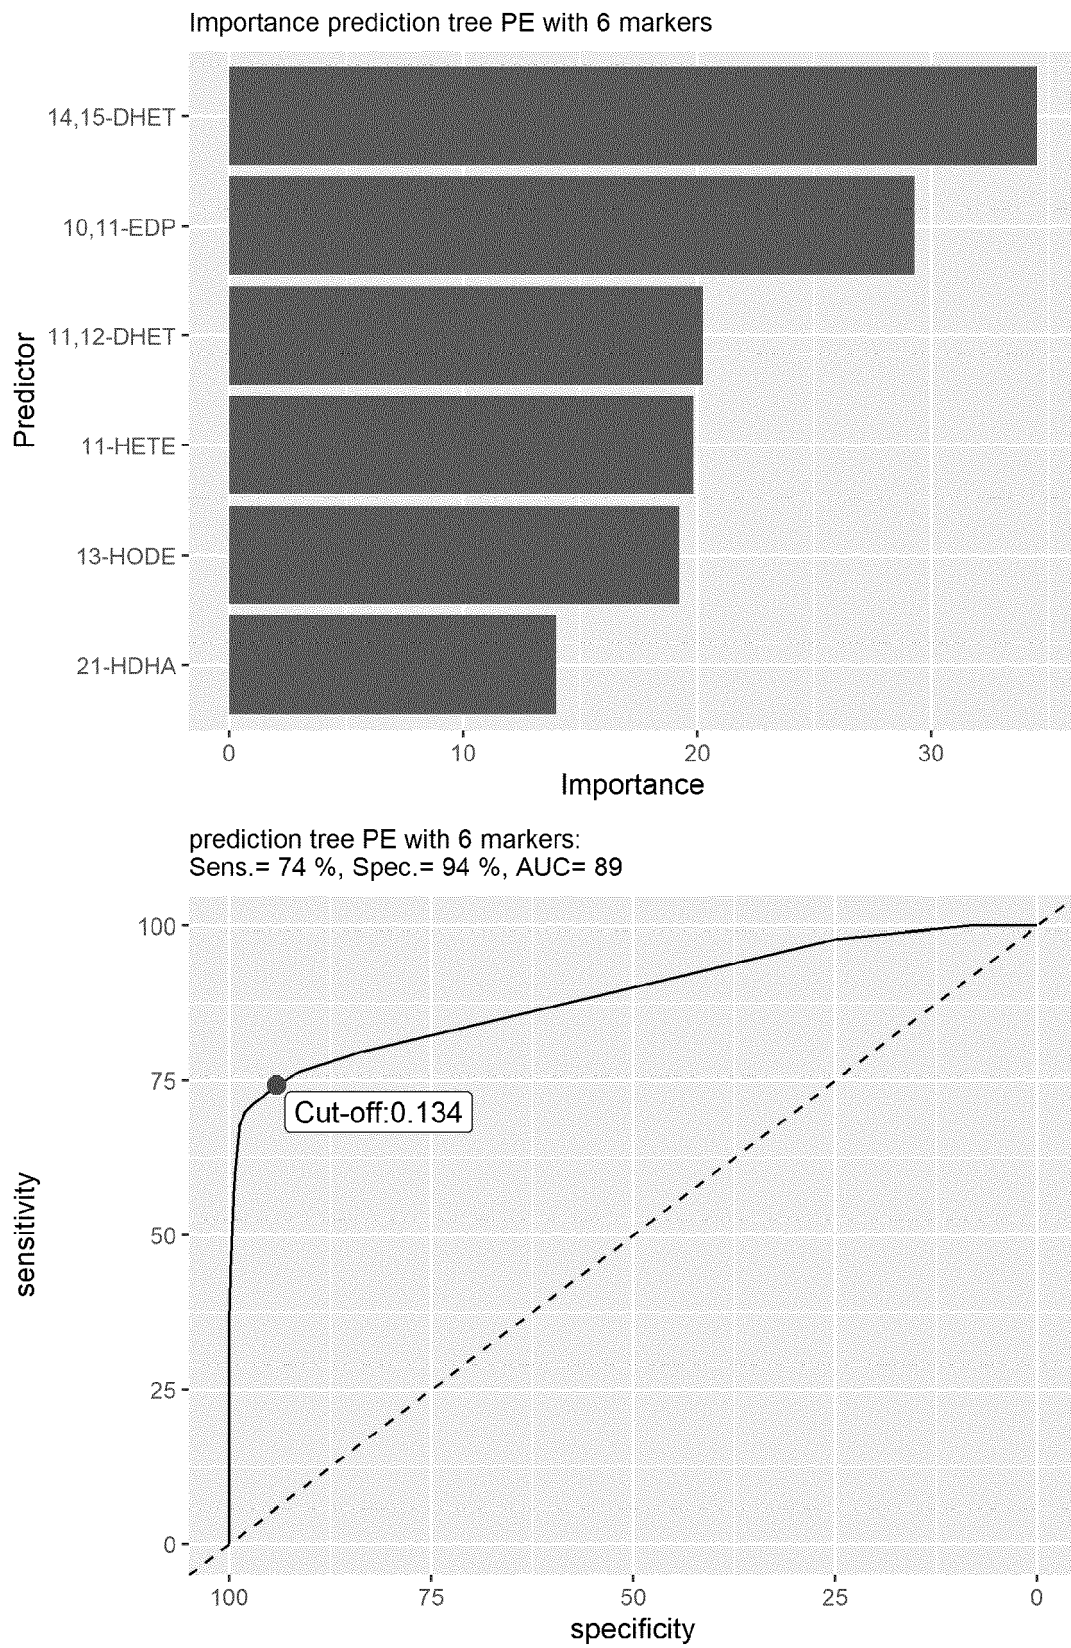 Importance prediction tree PE with 6 markers
14,15-DHET
10,11-EDP
11,12-DHET
11-HETE
13-HODE
21-HDHA
Predictor
0 10 20 30
Importance
prediction tree PE with 6 markers:
Sens.= 74 %, Spec.= 94 %, AUC= 89
100
75
50
25
0
Cut-off:0.134
sensitivity
100 75 50 25 0
specificity